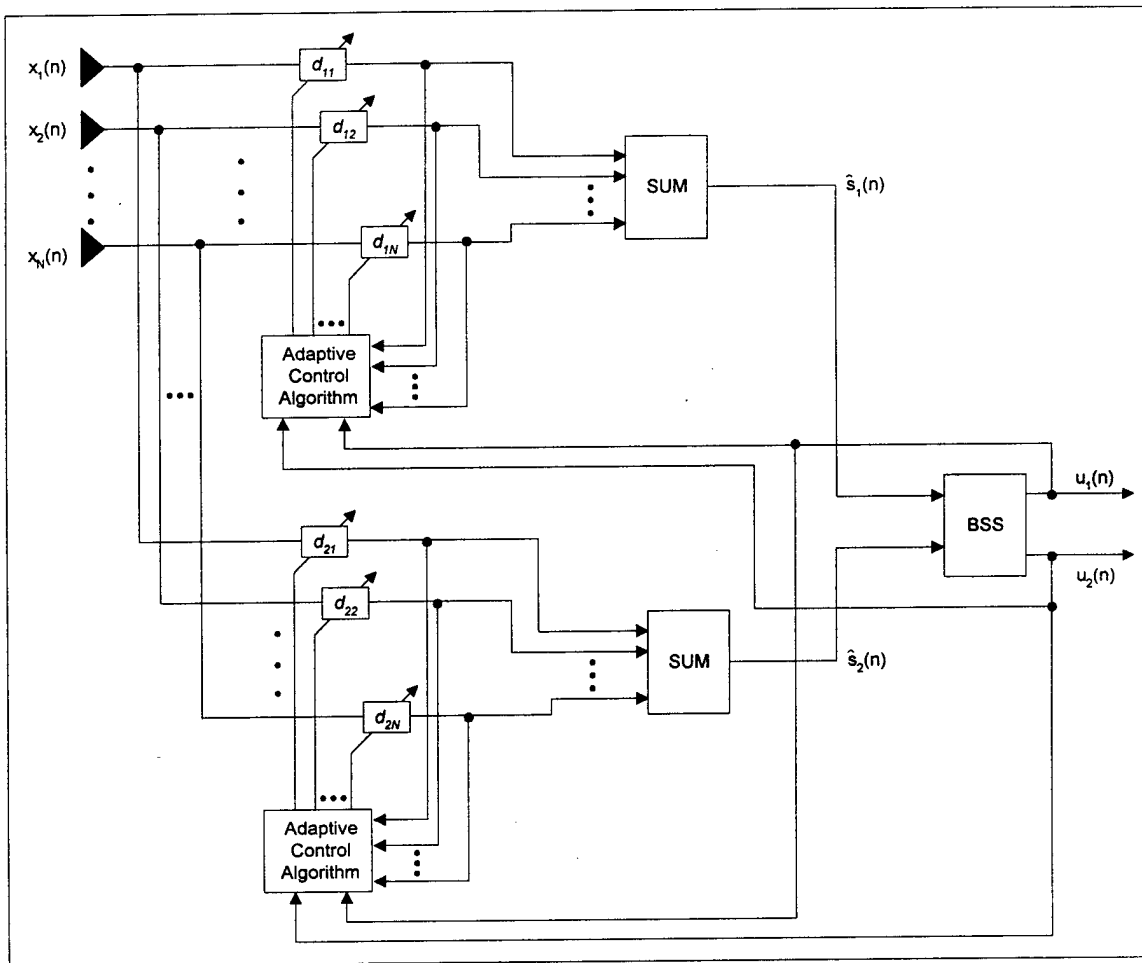 x₁(n)
d₁₁
x₂(n)
d₁₂
SUM
ŝ₁(n)
x_N(n)
d₁N
Adaptive
Control
Algorithm
u₁(n)
BSS
d₂₁
u₂(n)
d₂₂
SUM
ŝ₂(n)
d₂N
Adaptive
Control
Algorithm